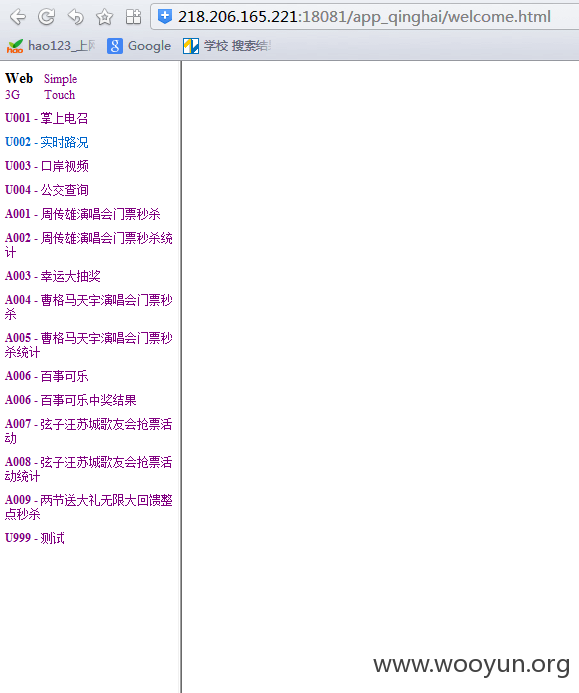 218.206.165.221:18081/app_qinghai/welcome.html
hao123_上网 Google 学校 搜索结果
Web Simple
3G Touch
U001 - 掌上电召
U002 - 实时路况
U003 - 口岸视频
U004 - 公交查询
A001 - 周传雄演唱会门票秒杀
A002 - 周传雄演唱会门票秒杀统
计
A003 - 幸运大抽奖
A004 - 曹格马天宇演唱会门票秒
杀
A005 - 曹格马天宇演唱会门票秒
杀统计
A006 - 百事可乐
A006 - 百事可乐中奖结果
A007 - 弦子汪苏城歌友会抢票活
动
A008 - 弦子汪苏城歌友会抢票活
动统计
A009 - 两节送大礼无限大回馈整
点秒杀
U999 - 测试
www.wooyun.org